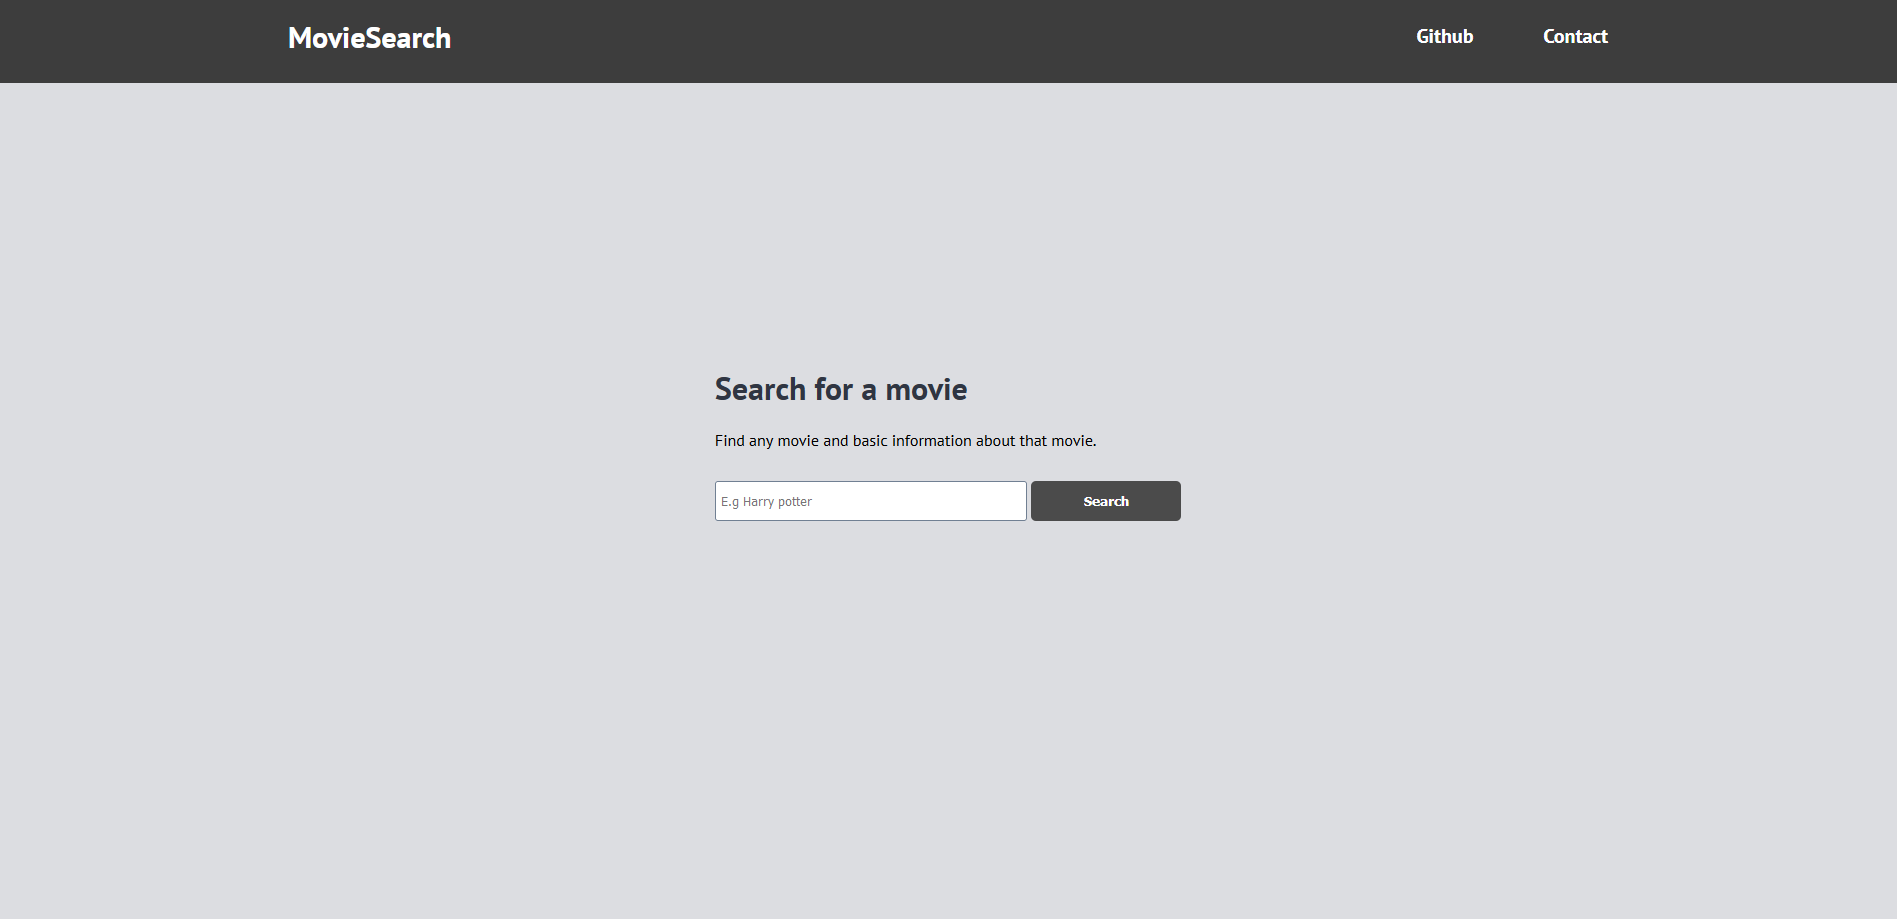 MovieSearch Github Contact
Search for a movie
Find any movie and basic information about that movie.
E.g Harry potter Search